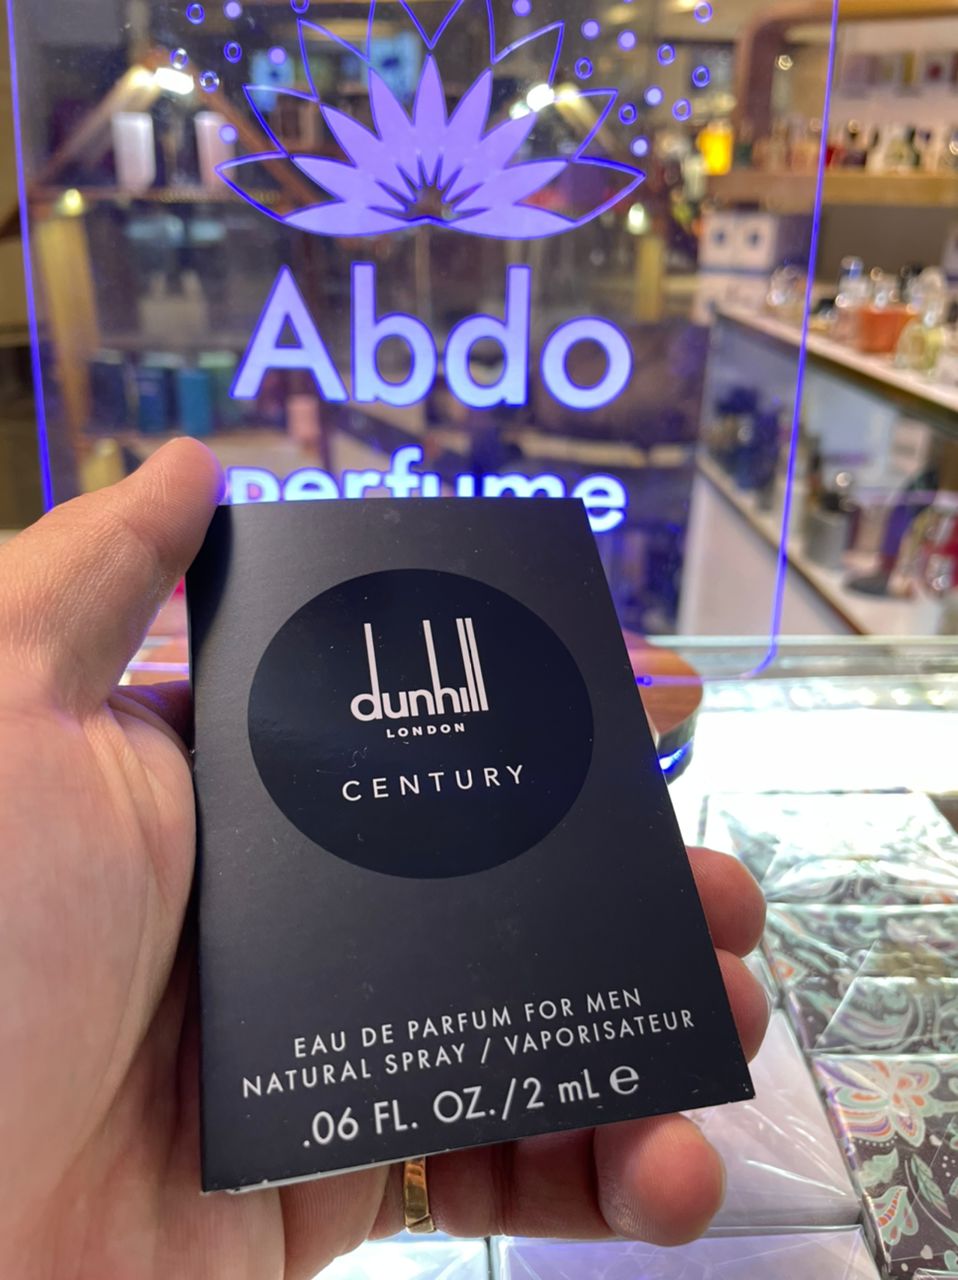 Abdo
perfume
dunhill
LONDON
CENTURY
EAU DE PARFUM FOR MEN
NATURAL SPRAY / VAPORISATEUR
.06 FL. OZ./2 mL ℮